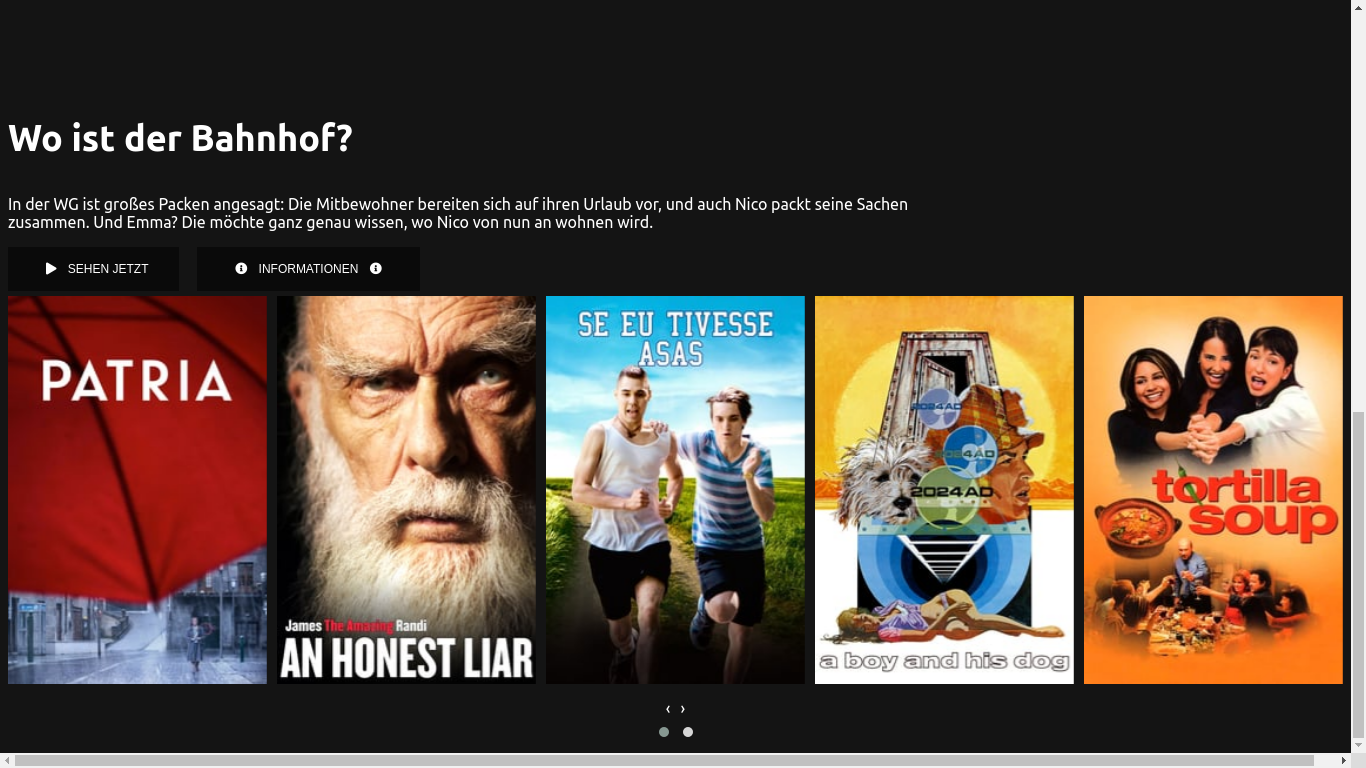 Wo ist der Bahnhof?
In der WG ist großes Packen angesagt: Die Mitbewohner bereiten sich auf ihren Urlaub vor, und auch Nico packt seine Sachen
zusammen. Und Emma? Die möchte ganz genau wissen, wo Nico von nun an wohnen wird.
SEHEN JETZT
INFORMATIONEN
PATRIA
James The Amazing Randi
AN HONEST LIAR
SE EU TIVESSE
ASAS
2024AD
2024AD
2024AD
a boy and his dog
tortilla
soup
‹ ›